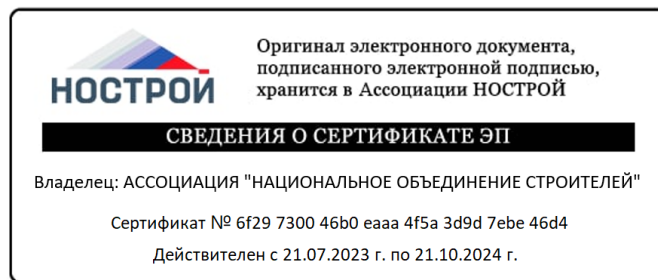 НОСТРОЙ
Оригинал электронного документа,
подписанного электронной подписью,
хранится в Ассоциации НОСТРОЙ
СВЕДЕНИЯ О СЕРТИФИКАТЕ ЭП
Владелец: АССОЦИАЦИЯ "НАЦИОНАЛЬНОЕ ОБЪЕДИНЕНИЕ СТРОИТЕЛЕЙ"
Сертификат № 6f29 7300 46b0 eaaa 4f5a 3d9d 7ebe 46d4
Действителен с 21.07.2023 г. по 21.10.2024 г.